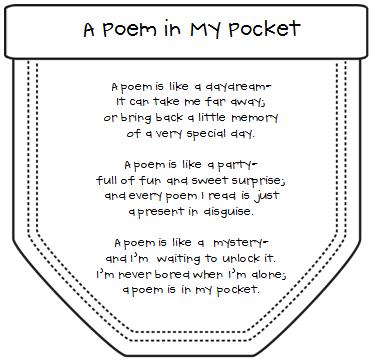 A Poem in My Pocket
A poem is like a daydream-
It can take me far away;
or bring back a little memory
of a very special day.
A poem is like a party-
full of fun and sweet surprise;
and every poem I read is just
a present in disguise.
A poem is like a mystery-
and I'm waiting to unlock it.
I'm never bored when I'm alone;
a poem is in my pocket.